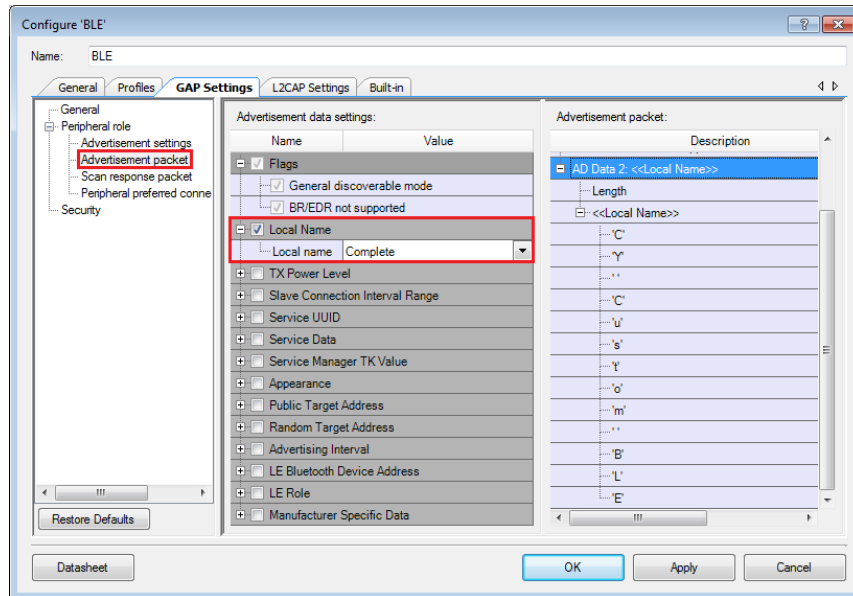 Configure 'BLE'
Name: BLE
General Profiles GAP Settings L2CAP Settings Built-in
General
Peripheral role
Advertisement settings
Advertisement packet
Scan response packet
Peripheral preferred conne
Security
Restore Defaults
Advertisement data settings:
Name Value
Flags
General discoverable mode
BR/EDR not supported
Local Name
Local name Complete
TX Power Level
Slave Connection Interval Range
Service UUID
Service Data
Service Manager TK Value
Appearance
Public Target Address
Random Target Address
Advertising Interval
LE Bluetooth Device Address
LE Role
Manufacturer Specific Data
Advertisement packet:
Description
AD Data 2: <<Local Name>>
Length
<<Local Name>>
'C'
'Y'
' '
'C'
'u'
's'
't'
'o'
'm'
' '
'B'
'L'
'E'
Datasheet OK Apply Cancel